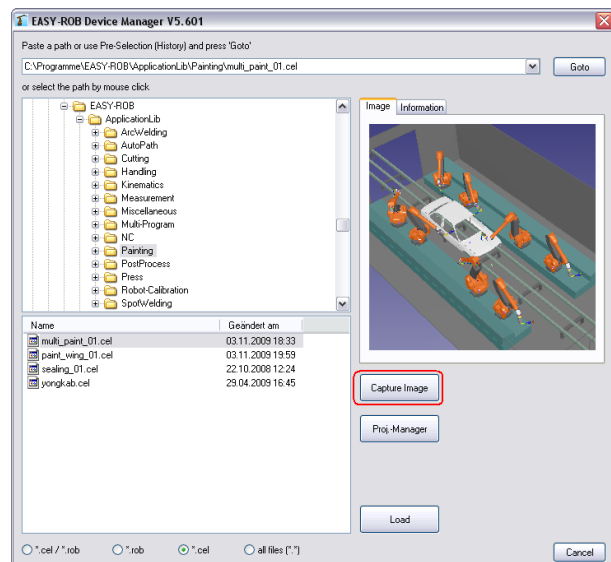 EASY-ROB Device Manager V5.601
Paste a path or use Pre-Selection (History) and press 'Goto'
C:\Programme\EASY-ROB\ApplicationLib\Painting\multi_paint_01.cel
Goto
or select the path by mouse click
EASY-ROB
ApplicationLib
ArcWelding
AutoPath
Cutting
Handling
Kinematics
Measurement
Miscellaneous
Multi-Program
NC
Painting
PostProcess
Press
Robot-Calibration
SpotWelding
Image Information
Name Geändert am
multi_paint_01.cel 03.11.2009 18:33
paint_wing_01.cel 03.11.2009 19:59
sealing_01.cel 22.10.2008 12:24
yongkab.cel 29.04.2009 16:45
Capture Image
Proj.-Manager
Load
*.cel / *.rob *.rob *.cel all files (*.*)
Cancel